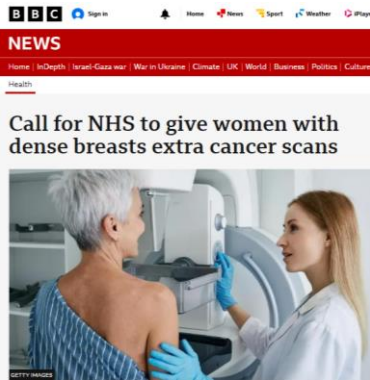 BBC Sign in Home News Sport Weather iPlaye
NEWS
Home | InDepth | Israel-Gaza war | War in Ukraine | Climate | UK | World | Business | Politics | Culture
Health
Call for NHS to give women with
dense breasts extra cancer scans
GETTY IMAGES